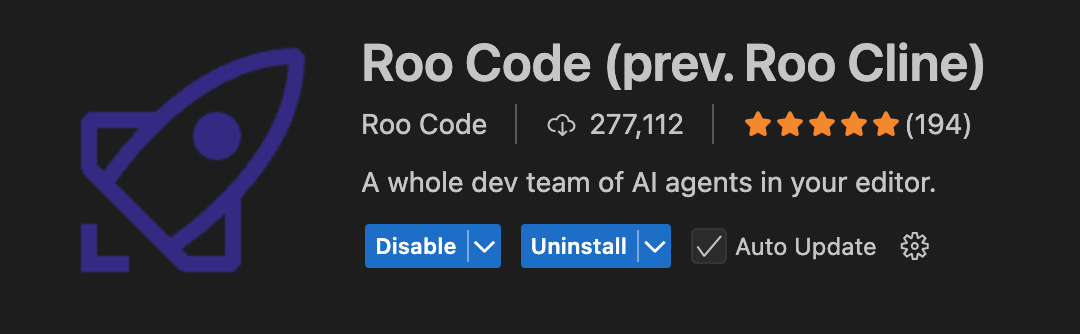 Roo Code (prev. Roo Cline)
Roo Code 277,112 (194)
A whole dev team of AI agents in your editor.
Disable Uninstall Auto Update